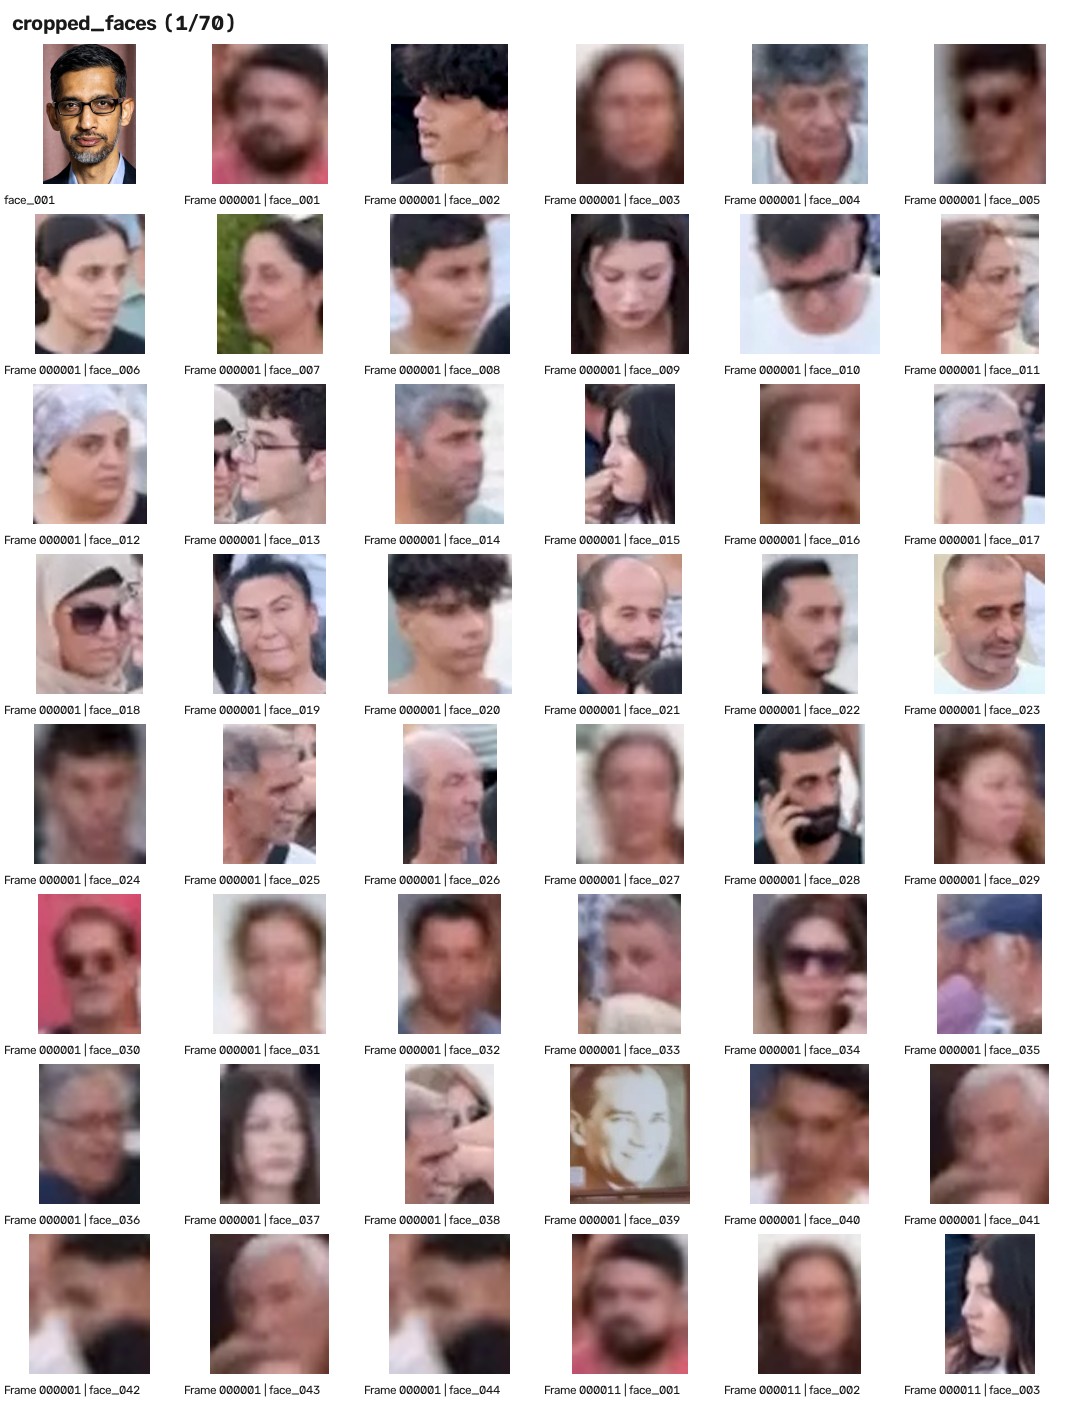 cropped_faces (1/70)
face_001
Frame 000001 | face_001
Frame 000001 | face_002
Frame 000001 | face_003
Frame 000001 | face_004
Frame 000001 | face_005
Frame 000001 | face_006
Frame 000001 | face_007
Frame 000001 | face_008
Frame 000001 | face_009
Frame 000001 | face_010
Frame 000001 | face_011
Frame 000001 | face_012
Frame 000001 | face_013
Frame 000001 | face_014
Frame 000001 | face_015
Frame 000001 | face_016
Frame 000001 | face_017
Frame 000001 | face_018
Frame 000001 | face_019
Frame 000001 | face_020
Frame 000001 | face_021
Frame 000001 | face_022
Frame 000001 | face_023
Frame 000001 | face_024
Frame 000001 | face_025
Frame 000001 | face_026
Frame 000001 | face_027
Frame 000001 | face_028
Frame 000001 | face_029
Frame 000001 | face_030
Frame 000001 | face_031
Frame 000001 | face_032
Frame 000001 | face_033
Frame 000001 | face_034
Frame 000001 | face_035
Frame 000001 | face_036
Frame 000001 | face_037
Frame 000001 | face_038
Frame 000001 | face_039
Frame 000001 | face_040
Frame 000001 | face_041
Frame 000001 | face_042
Frame 000001 | face_043
Frame 000001 | face_044
Frame 000011 | face_001
Frame 000011 | face_002
Frame 000011 | face_003